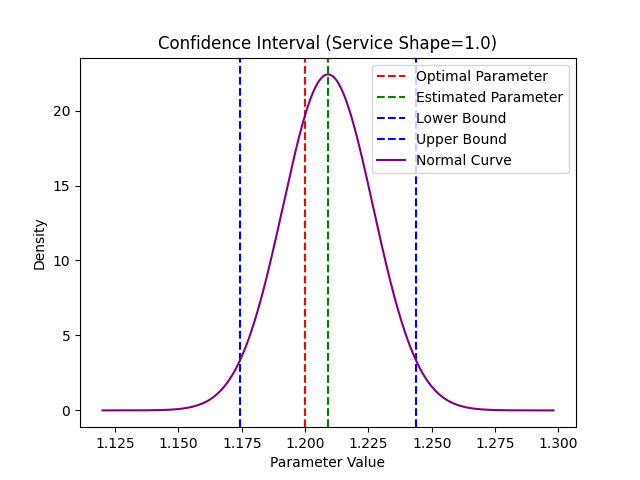 Confidence Interval (Service Shape=1.0)
Optimal Parameter
Estimated Parameter
Lower Bound
Upper Bound
Normal Curve
Density
20
15
10
5
0
1.125 1.150 1.175 1.200 1.225 1.250 1.275 1.300
Parameter Value